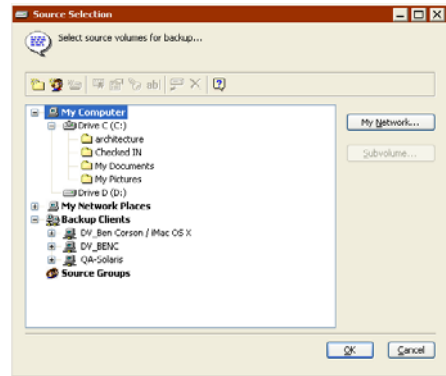 Source Selection
Select source volumes for backup...
My Computer
Drive C (C:)
architecture
Checked IN
My Documents
My Pictures
Drive D (D:)
My Network Places
Backup Clients
DV_Ben Corson / iMac OS X
DV_BENC
QA-Solaris
Source Groups
My Network...
Subvolume...
OK
Cancel